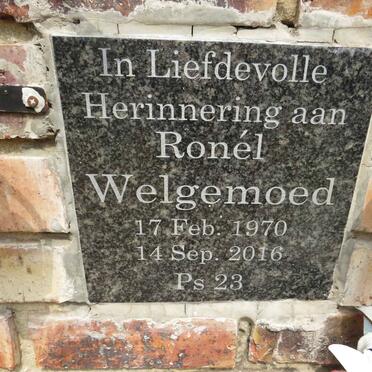 In Liefdevolle
Herinnering aan
Ronél
Welgemoed
17 Feb. 1970
14 Sep. 2016
Ps 23